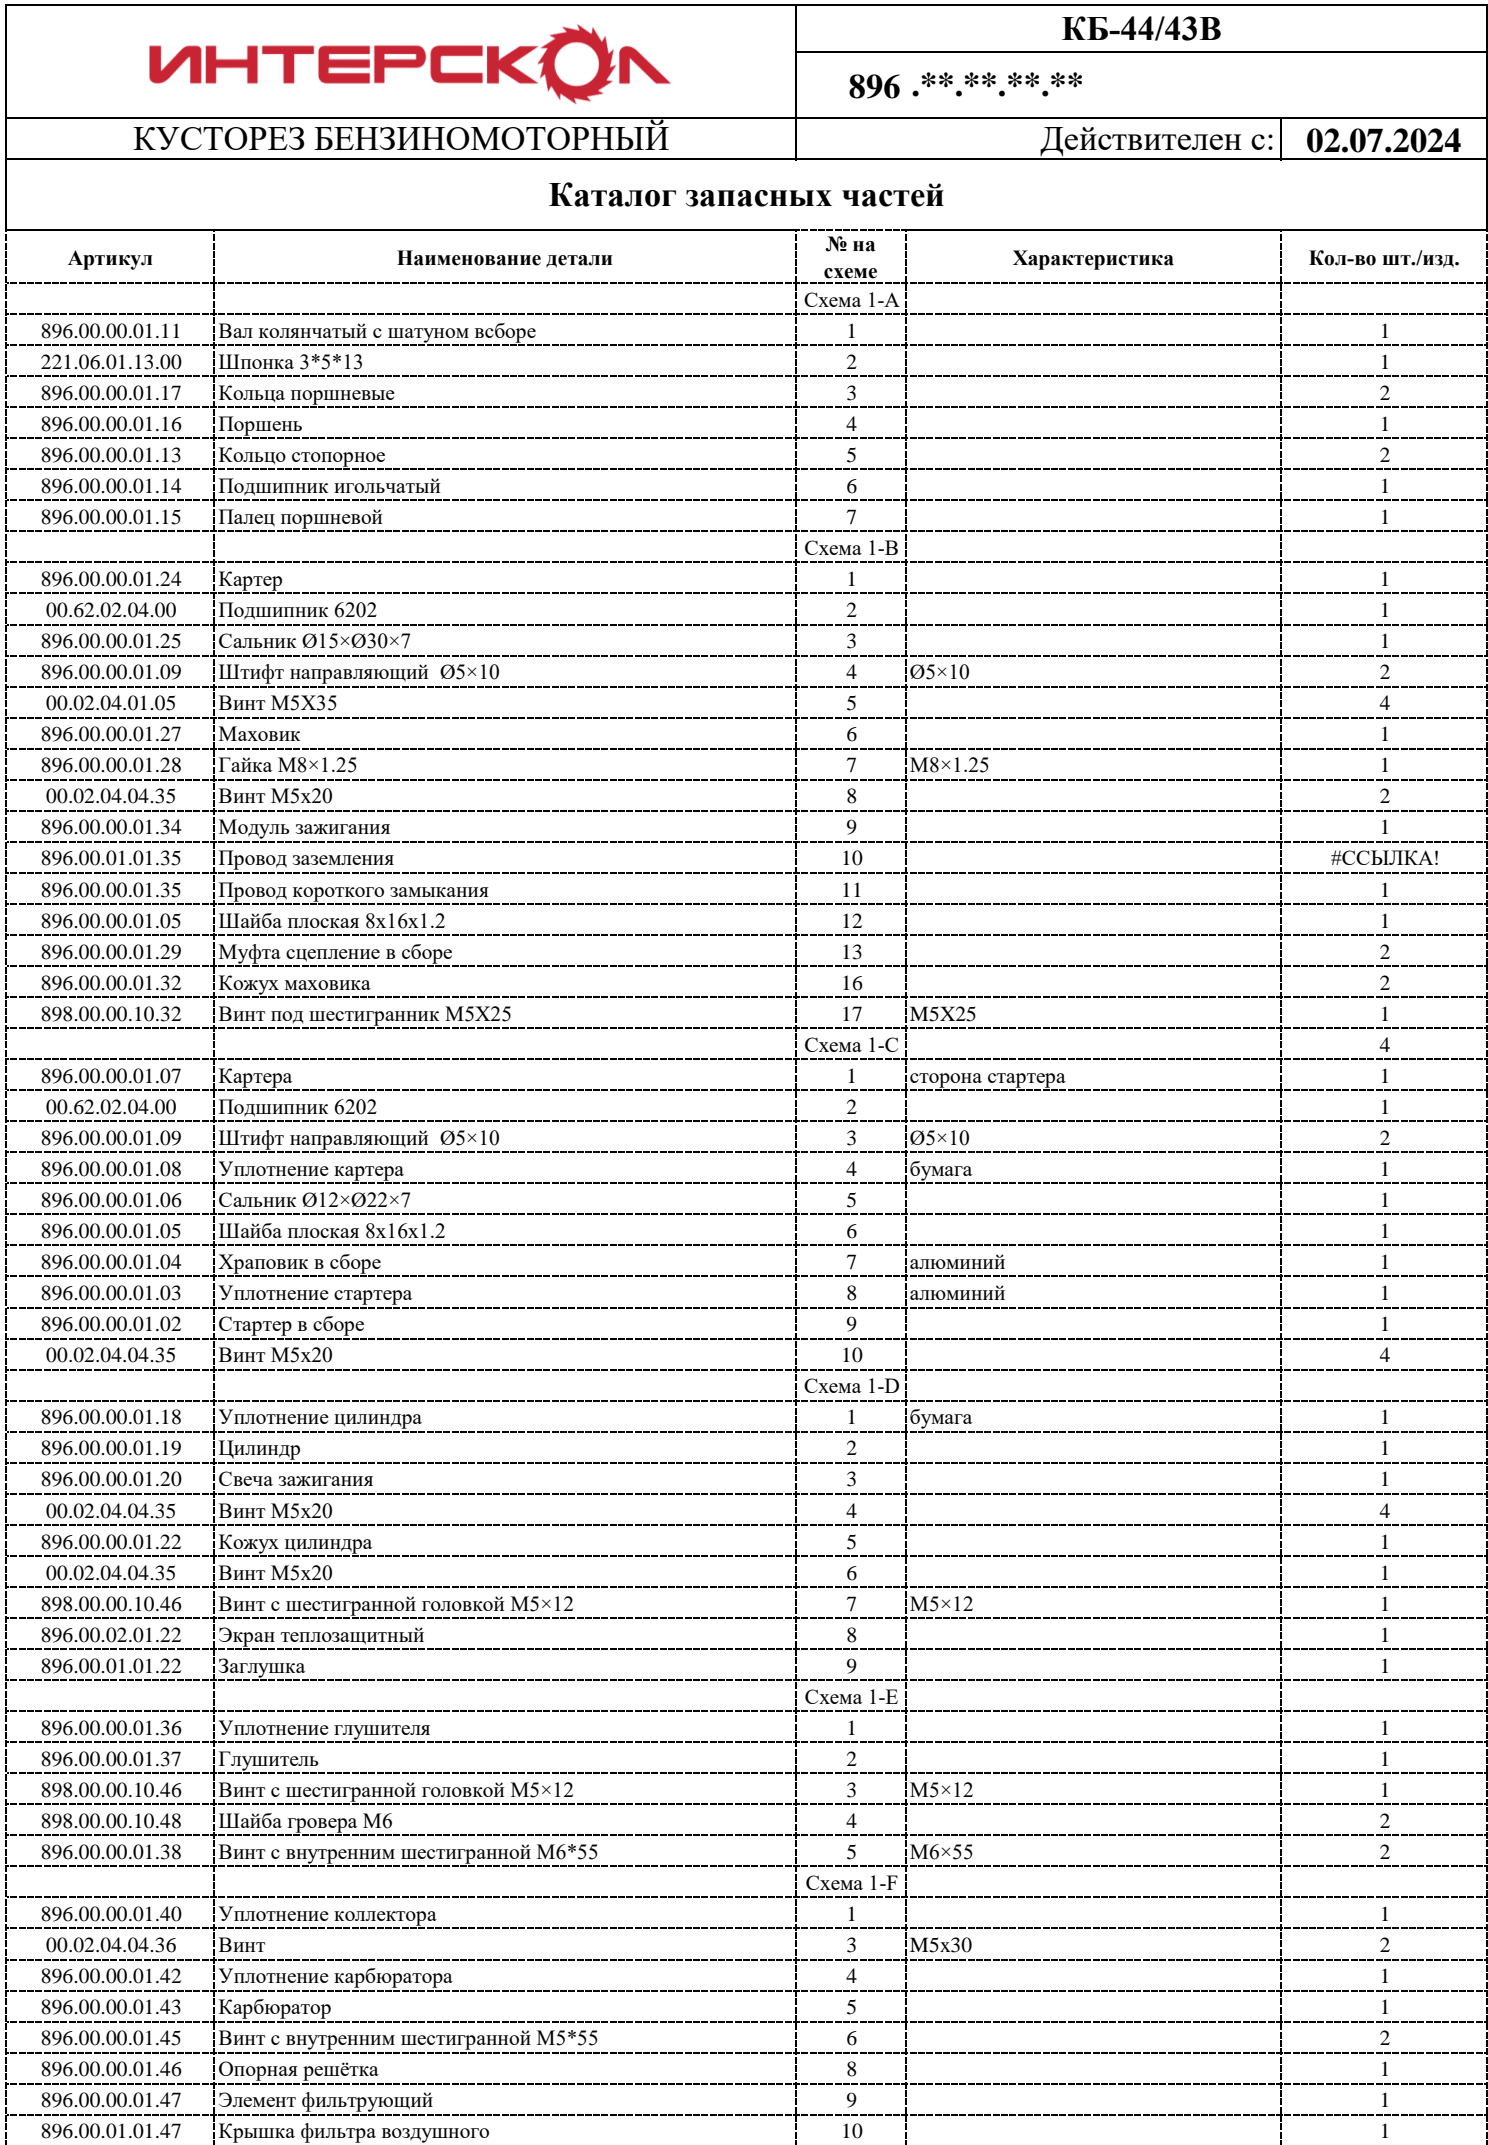 ИНТЕРСКОЛ
КБ-44/43В
896 .**.**.**.**
КУСТОРЕЗ БЕНЗИНОМОТОРНЫЙ Действителен с: 02.07.2024
Каталог запасных частей
Артикул Наименование детали № на схеме Характеристика Кол-во шт./изд.
Схема 1-A
896.00.00.01.11 Вал колянчатый с шатуном всборе 1 1
221.06.01.13.00 Шпонка 3*5*13 2 1
896.00.00.01.17 Кольца поршневые 3 2
896.00.00.01.16 Поршень 4 1
896.00.00.01.13 Кольцо стопорное 5 2
896.00.00.01.14 Подшипник игольчатый 6 1
896.00.00.01.15 Палец поршневой 7 1
Схема 1-B
896.00.00.01.24 Картер 1 1
00.62.02.04.00 Подшипник 6202 2 1
896.00.00.01.25 Сальник Ø15×Ø30×7 3 1
896.00.00.01.09 Штифт направляющий Ø5×10 4 Ø5×10 2
00.02.04.01.05 Винт M5X35 5 4
896.00.00.01.27 Маховик 6 1
896.00.00.01.28 Гайка M8×1.25 7 M8×1.25 1
00.02.04.04.35 Винт M5x20 8 2
896.00.00.01.34 Модуль зажигания 9 1
896.00.01.01.35 Провод заземления 10 #ССЫЛКА!
896.00.00.01.35 Провод короткого замыкания 11 1
896.00.00.01.05 Шайба плоская 8x16x1.2 12 1
896.00.00.01.29 Муфта сцепление в сборе 13 2
896.00.00.01.32 Кожух маховика 16 2
898.00.00.10.32 Винт под шестигранник M5X25 17 M5X25 1
Схема 1-C 4
896.00.00.01.07 Картера 1 сторона стартера 1
00.62.02.04.00 Подшипник 6202 2 1
896.00.00.01.09 Штифт направляющий Ø5×10 3 Ø5×10 2
896.00.00.01.08 Уплотнение картера 4 бумага 1
896.00.00.01.06 Сальник Ø12×Ø22×7 5 1
896.00.00.01.05 Шайба плоская 8x16x1.2 6 1
896.00.00.01.04 Храповик в сборе 7 алюминий 1
896.00.00.01.03 Уплотнение стартера 8 алюминий 1
896.00.00.01.02 Стартер в сборе 9 1
00.02.04.04.35 Винт M5x20 10 4
Схема 1-D
896.00.00.01.18 Уплотнение цилиндра 1 бумага 1
896.00.00.01.19 Цилиндр 2 1
896.00.00.01.20 Свеча зажигания 3 1
00.02.04.04.35 Винт M5x20 4 4
896.00.00.01.22 Кожух цилиндра 5 1
00.02.04.04.35 Винт M5x20 6 1
898.00.00.10.46 Винт с шестигранной головкой M5×12 7 M5×12 1
896.00.02.01.22 Экран теплозащитный 8 1
896.00.01.01.22 Заглушка 9 1
Схема 1-E
896.00.00.01.36 Уплотнение глушителя 1 1
896.00.00.01.37 Глушитель 2 1
898.00.00.10.46 Винт с шестигранной головкой M5×12 3 M5×12 1
898.00.00.10.48 Шайба гровера M6 4 2
896.00.00.01.38 Винт с внутренним шестигранной M6*55 5 M6×55 2
Схема 1-F
896.00.00.01.40 Уплотнение коллектора 1 1
00.02.04.04.36 Винт 3 M5x30 2
896.00.00.01.42 Уплотнение карбюратора 4 1
896.00.00.01.43 Карбюратор 5 1
896.00.00.01.45 Винт с внутренним шестигранной M5*55 6 2
896.00.00.01.46 Опорная решётка 8 1
896.00.00.01.47 Элемент фильтрующий 9 1
896.00.01.01.47 Крышка фильтра воздушного 10 1